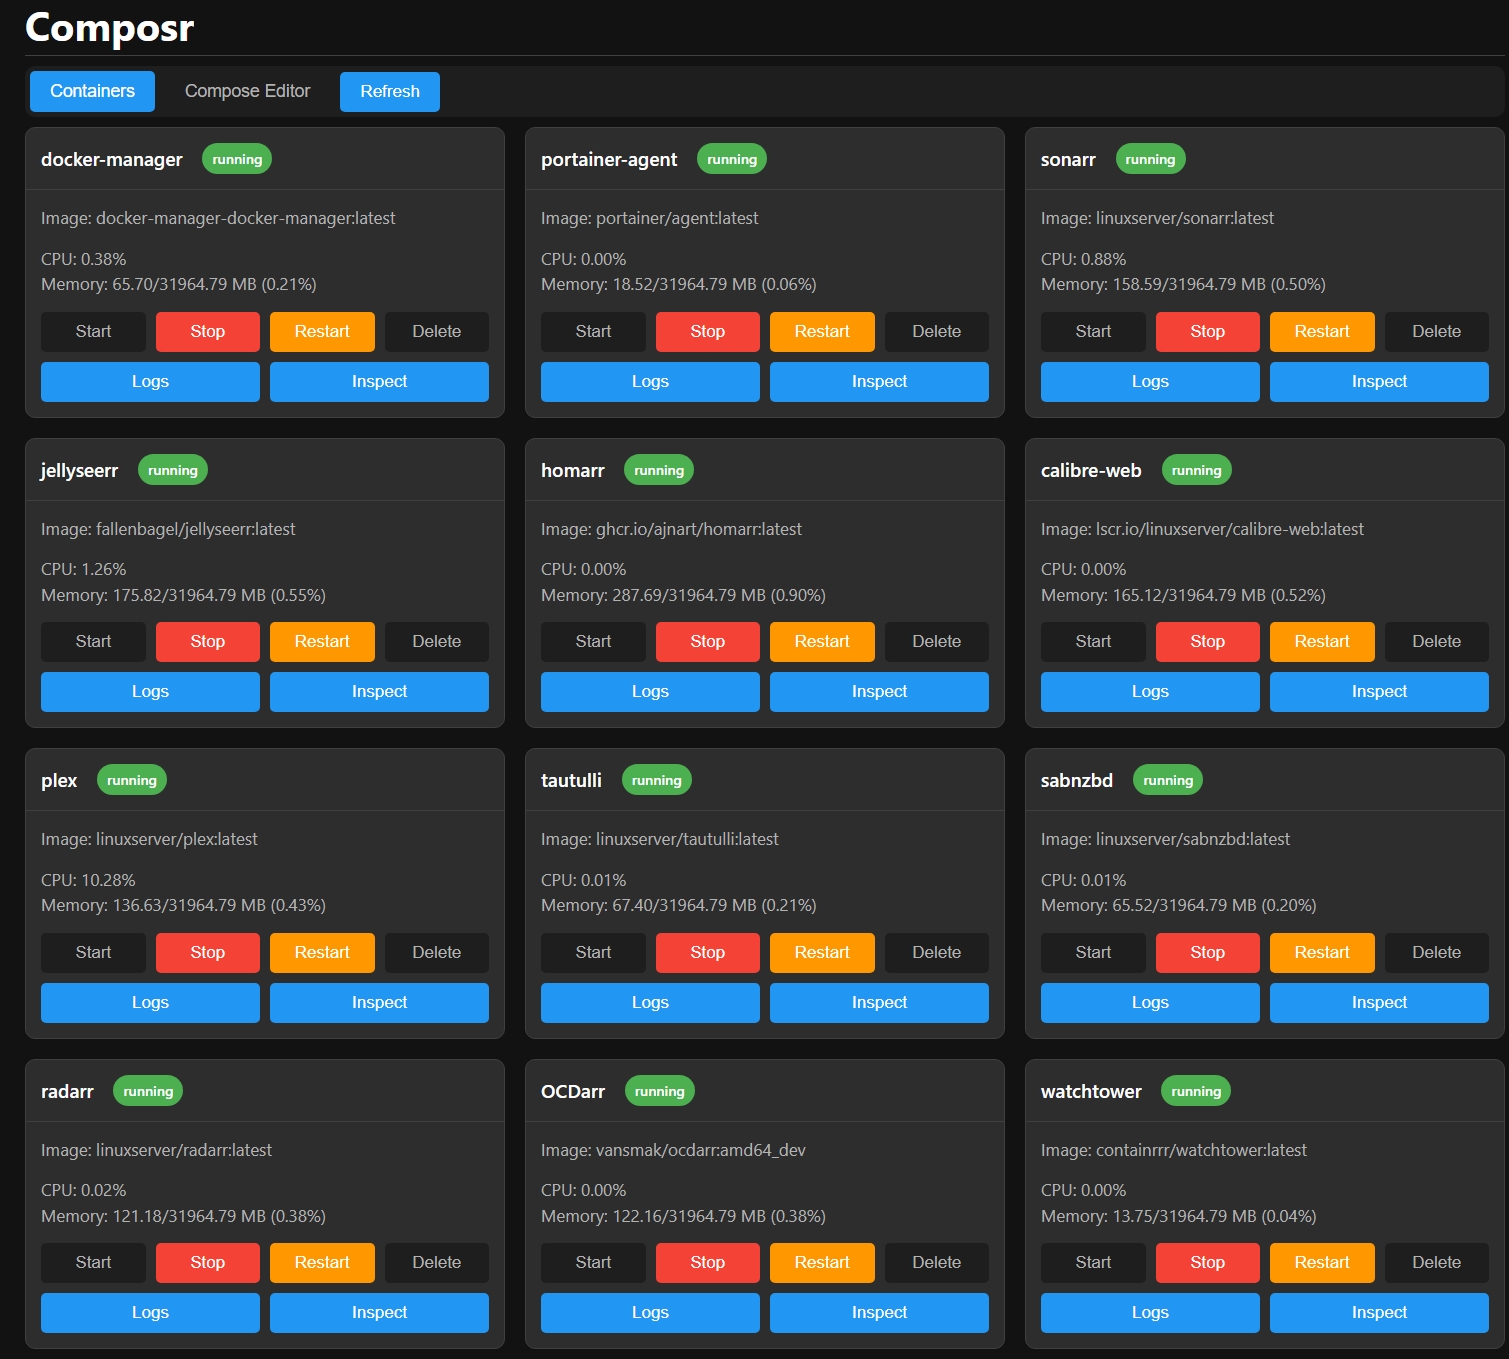 Composr
Containers Compose Editor Refresh
docker-manager running
Image: docker-manager-docker-manager:latest
CPU: 0.38%
Memory: 65.70/31964.79 MB (0.21%)
Start Stop Restart Delete
Logs Inspect
portainer-agent running
Image: portainer/agent:latest
CPU: 0.00%
Memory: 18.52/31964.79 MB (0.06%)
Start Stop Restart Delete
Logs Inspect
sonarr running
Image: linuxserver/sonarr:latest
CPU: 0.88%
Memory: 158.59/31964.79 MB (0.50%)
Start Stop Restart Delete
Logs Inspect
jellyseerr running
Image: fallenbagel/jellyseerr:latest
CPU: 1.26%
Memory: 175.82/31964.79 MB (0.55%)
Start Stop Restart Delete
Logs Inspect
homarr running
Image: ghcr.io/ajnart/homarr:latest
CPU: 0.00%
Memory: 287.69/31964.79 MB (0.90%)
Start Stop Restart Delete
Logs Inspect
calibre-web running
Image: lscr.io/linuxserver/calibre-web:latest
CPU: 0.00%
Memory: 165.12/31964.79 MB (0.52%)
Start Stop Restart Delete
Logs Inspect
plex running
Image: linuxserver/plex:latest
CPU: 10.28%
Memory: 136.63/31964.79 MB (0.43%)
Start Stop Restart Delete
Logs Inspect
tautulli running
Image: linuxserver/tautulli:latest
CPU: 0.01%
Memory: 67.40/31964.79 MB (0.21%)
Start Stop Restart Delete
Logs Inspect
sabnzbd running
Image: linuxserver/sabnzbd:latest
CPU: 0.01%
Memory: 65.52/31964.79 MB (0.20%)
Start Stop Restart Delete
Logs Inspect
radarr running
Image: linuxserver/radarr:latest
CPU: 0.02%
Memory: 121.18/31964.79 MB (0.38%)
Start Stop Restart Delete
Logs Inspect
OCDarr running
Image: vansmak/ocdarr:amd64_dev
CPU: 0.00%
Memory: 122.16/31964.79 MB (0.38%)
Start Stop Restart Delete
Logs Inspect
watchtower running
Image: containrrr/watchtower:latest
CPU: 0.00%
Memory: 13.75/31964.79 MB (0.04%)
Start Stop Restart Delete
Logs Inspect